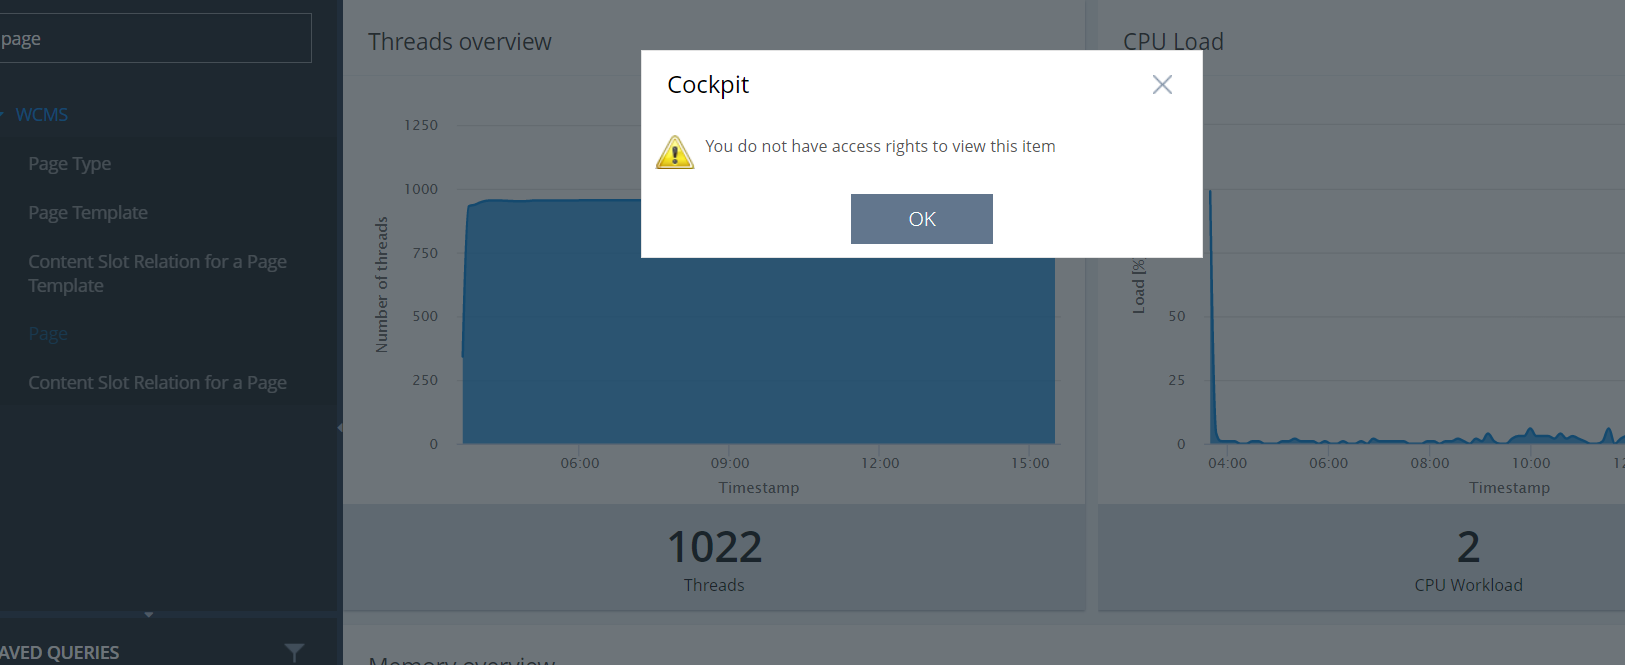 page
WCMS
Page Type
Page Template
Content Slot Relation for a Page
Template
Page
Content Slot Relation for a Page
AVED QUERIES
Threads overview
Number of threads
1250
1000
750
500
250
0
06:00
09:00
12:00
15:00
Timestamp
1022
Threads
Cockpit
You do not have access rights to view this item
OK
CPU Load
Load [%
50
25
0
04:00
06:00
08:00
10:00
12
Timestamp
2
CPU Workload
Memory overview